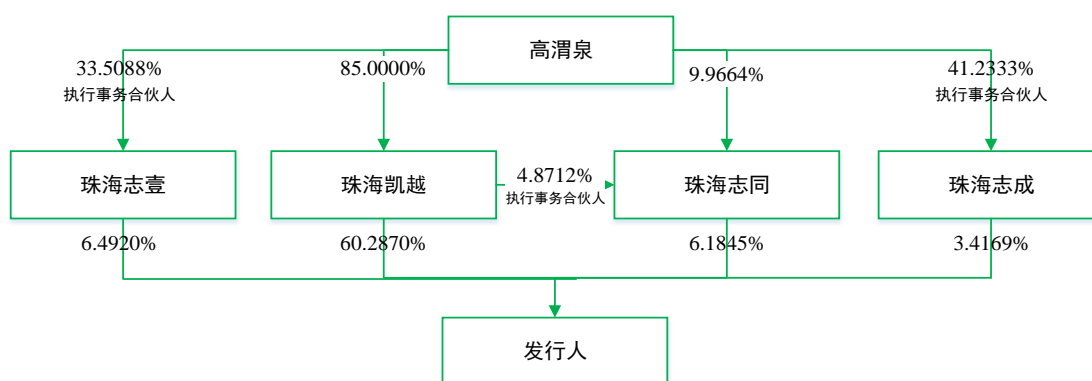 高渭泉
33.5088%
执行事务合伙人
85.0000%
9.9664%
41.2333%
执行事务合伙人
珠海志壹
珠海凯越
4.8712%
执行事务合伙人
珠海志同
珠海志成
6.4920%
60.2870%
6.1845%
3.4169%
发行人